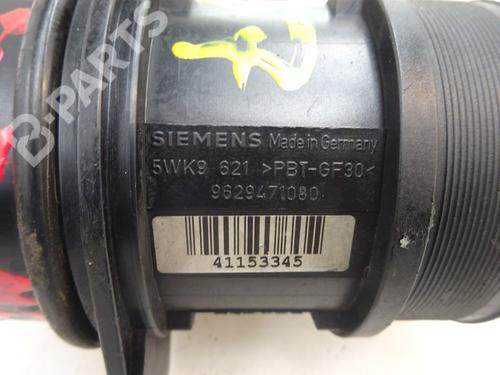 B-PARTS
SIEMENS Made in Germany
5WK9 621 >PBT-GF30<
9629471080
41153345